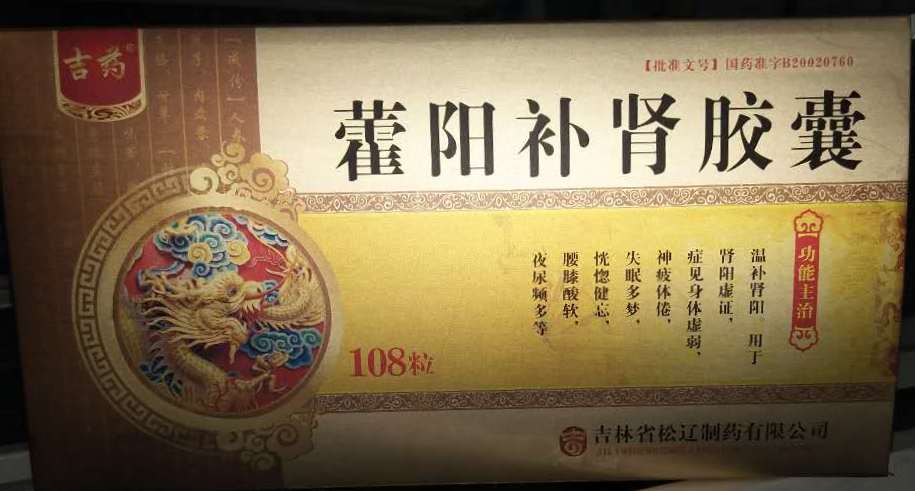 吉药
【批准文号】国药准字B20020760
藿阳补肾胶囊
功能主治
温补肾阳。用于
肾阳虚证,
症见身体虚弱、
神疲体倦,
失眠多梦,
恍惚健忘,
腰膝酸软,
夜尿频多等
108粒
吉林省松辽制药有限公司